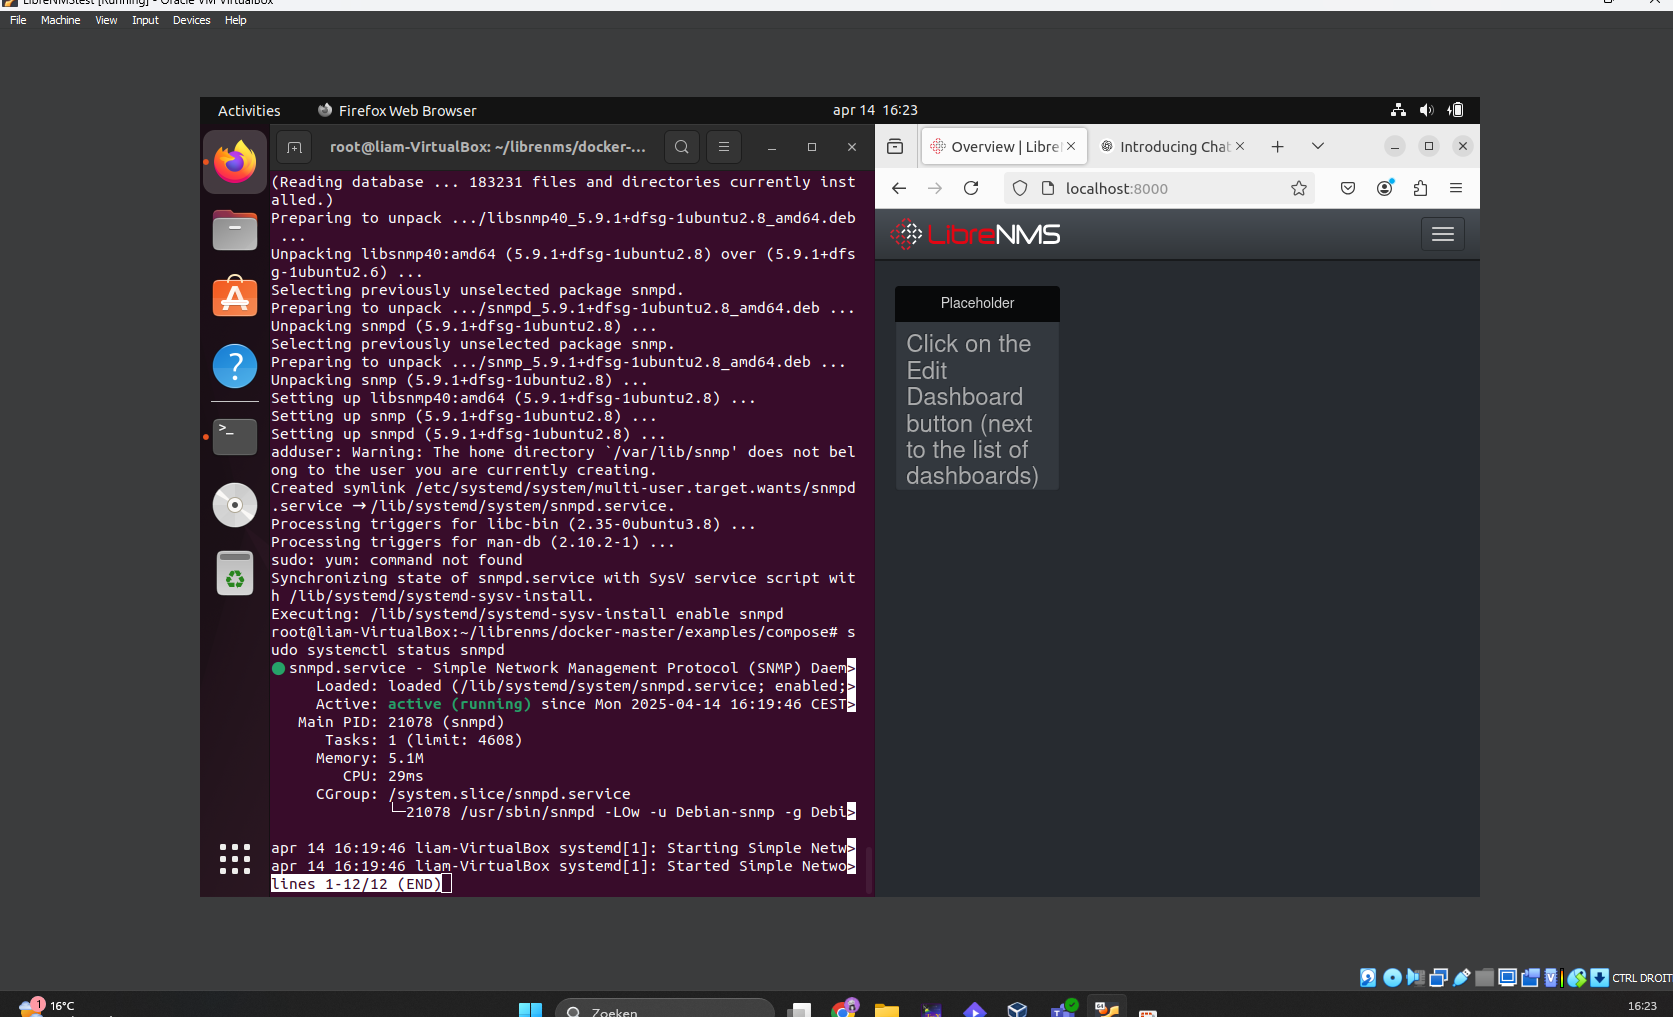 LibreNMStest [Running] - Oracle VM VirtualBox
File Machine View Input Devices Help
Activities Firefox Web Browser apr 14 16:23
root@liam-VirtualBox: ~/librenms/docker-...
(Reading database ... 183231 files and directories currently inst
alled.)
Preparing to unpack .../libsnmp40_5.9.1+dfsg-1ubuntu2.8_amd64.deb
...
Unpacking libsnmp40:amd64 (5.9.1+dfsg-1ubuntu2.8) over (5.9.1+dfs
g-1ubuntu2.6) ...
Selecting previously unselected package snmpd.
Preparing to unpack .../snmpd_5.9.1+dfsg-1ubuntu2.8_amd64.deb ...
Unpacking snmpd (5.9.1+dfsg-1ubuntu2.8) ...
Selecting previously unselected package snmp.
Preparing to unpack .../snmp_5.9.1+dfsg-1ubuntu2.8_amd64.deb ...
Unpacking snmp (5.9.1+dfsg-1ubuntu2.8) ...
Setting up libsnmp40:amd64 (5.9.1+dfsg-1ubuntu2.8) ...
Setting up snmp (5.9.1+dfsg-1ubuntu2.8) ...
Setting up snmpd (5.9.1+dfsg-1ubuntu2.8) ...
adduser: Warning: The home directory `/var/lib/snmp' does not bel
ong to the user you are currently creating.
Created symlink /etc/systemd/system/multi-user.target.wants/snmpd
.service → /lib/systemd/system/snmpd.service.
Processing triggers for libc-bin (2.35-0ubuntu3.8) ...
Processing triggers for man-db (2.10.2-1) ...
sudo: yum: command not found
Synchronizing state of snmpd.service with SysV service script wit
h /lib/systemd/systemd-sysv-install.
Executing: /lib/systemd/systemd-sysv-install enable snmpd
root@liam-VirtualBox:~/librenms/docker-master/examples/compose# s
udo systemctl status snmpd
● snmpd.service - Simple Network Management Protocol (SNMP) Daem>
Loaded: loaded (/lib/systemd/system/snmpd.service; enabled;>
Active: active (running) since Mon 2025-04-14 16:19:46 CEST>
Main PID: 21078 (snmpd)
Tasks: 1 (limit: 4608)
Memory: 5.1M
CPU: 29ms
CGroup: /system.slice/snmpd.service
└─21078 /usr/sbin/snmpd -LOw -u Debian-snmp -g Debi>
apr 14 16:19:46 liam-VirtualBox systemd[1]: Starting Simple Netw>
apr 14 16:19:46 liam-VirtualBox systemd[1]: Started Simple Netwo>
lines 1-12/12 (END)
Overview | Libre Introducing Chat
localhost:8000
LibreNMS
Placeholder
Click on the
Edit
Dashboard
button (next
to the list of
dashboards)
CTRL DROIT
1 16°C
Zoeken
16:23